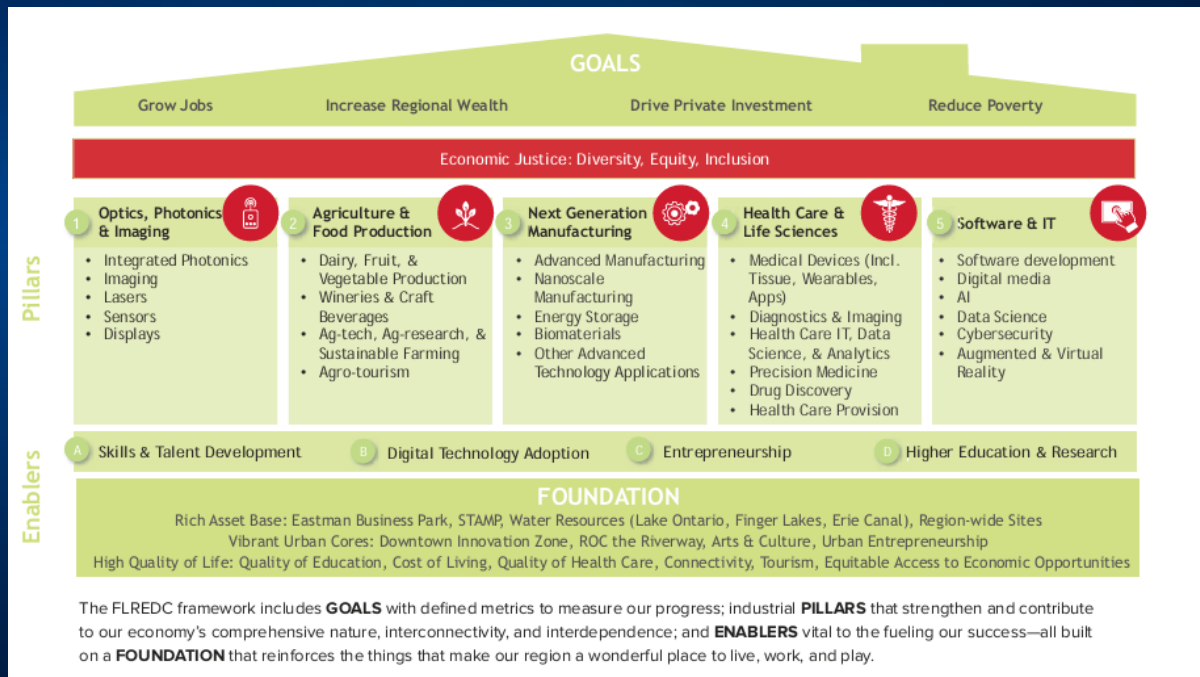 GOALS
Grow Jobs
Increase Regional Wealth
Drive Private Investment
Reduce Poverty
Economic Justice: Diversity, Equity, Inclusion
Pillars
1
Optics, Photonics
& Imaging
• Integrated Photonics
• Imaging
• Lasers
• Sensors
• Displays
2
Agriculture &
Food Production
• Dairy, Fruit, &
Vegetable Production
• Wineries & Craft
Beverages
• Ag-tech, Ag-research, &
Sustainable Farming
• Agro-tourism
3
Next Generation
Manufacturing
• Advanced Manufacturing
• Nanoscale
Manufacturing
• Energy Storage
• Biomaterials
• Other Advanced
Technology Applications
4
Health Care &
Life Sciences
• Medical Devices (Incl.
Tissue, Wearables,
Apps)
• Diagnostics & Imaging
• Health Care IT, Data
Science, & Analytics
• Precision Medicine
• Drug Discovery
• Health Care Provision
5
Software & IT
• Software development
• Digital media
• AI
• Data Science
• Cybersecurity
• Augmented & Virtual
Reality
Enablers
A Skills & Talent Development
B Digital Technology Adoption
C Entrepreneurship
D Higher Education & Research
FOUNDATION
Rich Asset Base: Eastman Business Park, STAMP, Water Resources (Lake Ontario, Finger Lakes, Erie Canal), Region-wide Sites
Vibrant Urban Cores: Downtown Innovation Zone, ROC the Riverway, Arts & Culture, Urban Entrepreneurship
High Quality of Life: Quality of Education, Cost of Living, Quality of Health Care, Connectivity, Tourism, Equitable Access to Economic Opportunities
The FLREDC framework includes GOALS with defined metrics to measure our progress; industrial PILLARS that strengthen and contribute
to our economy's comprehensive nature, interconnectivity, and interdependence; and ENABLERS vital to the fueling our success—all built
on a FOUNDATION that reinforces the things that make our region a wonderful place to live, work, and play.